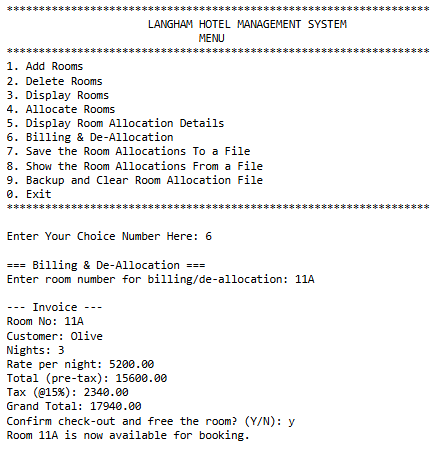 *******************************************************************
LANGHAM HOTEL MANAGEMENT SYSTEM
MENU
*******************************************************************
1. Add Rooms
2. Delete Rooms
3. Display Rooms
4. Allocate Rooms
5. Display Room Allocation Details
6. Billing & De-Allocation
7. Save the Room Allocations To a File
8. Show the Room Allocations From a File
9. Backup and Clear Room Allocation File
0. Exit
*******************************************************************
Enter Your Choice Number Here: 6
=== Billing & De-Allocation ===
Enter room number for billing/de-allocation: 11A
--- Invoice ---
Room No: 11A
Customer: Olive
Nights: 3
Rate per night: 5200.00
Total (pre-tax): 15600.00
Tax (@15%): 2340.00
Grand Total: 17940.00
Confirm check-out and free the room? (Y/N): y
Room 11A is now available for booking.